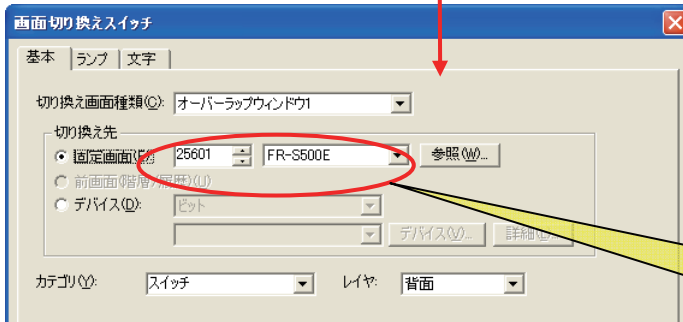 画面切り換えスイッチ
基本 ランプ 文字
切り換え画面種類(C): オーバーラップウィンドウ1
切り換え先
固定画面(F): 25601 FR-S500E 参照(W)...
前画面(階層/履歴)(U)
デバイス(D): ビット
デバイス(V)... 詳細
カテゴリ(Y): スイッチ レイヤ: 背面